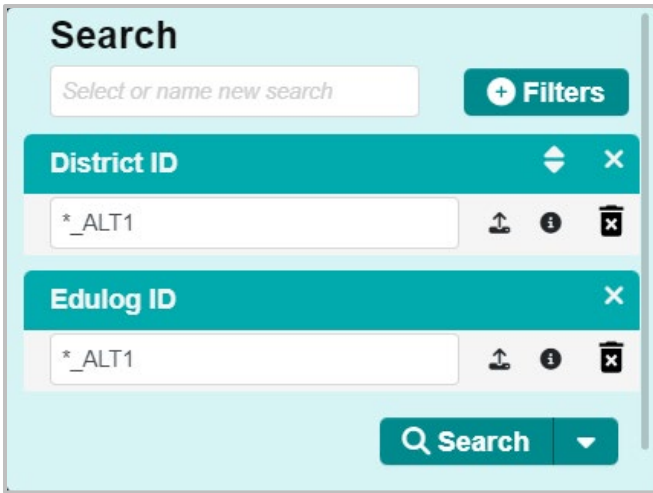 Search
Select or name new search
Filters
District ID
*_ALT1
Edulog ID
*_ALT1
Search